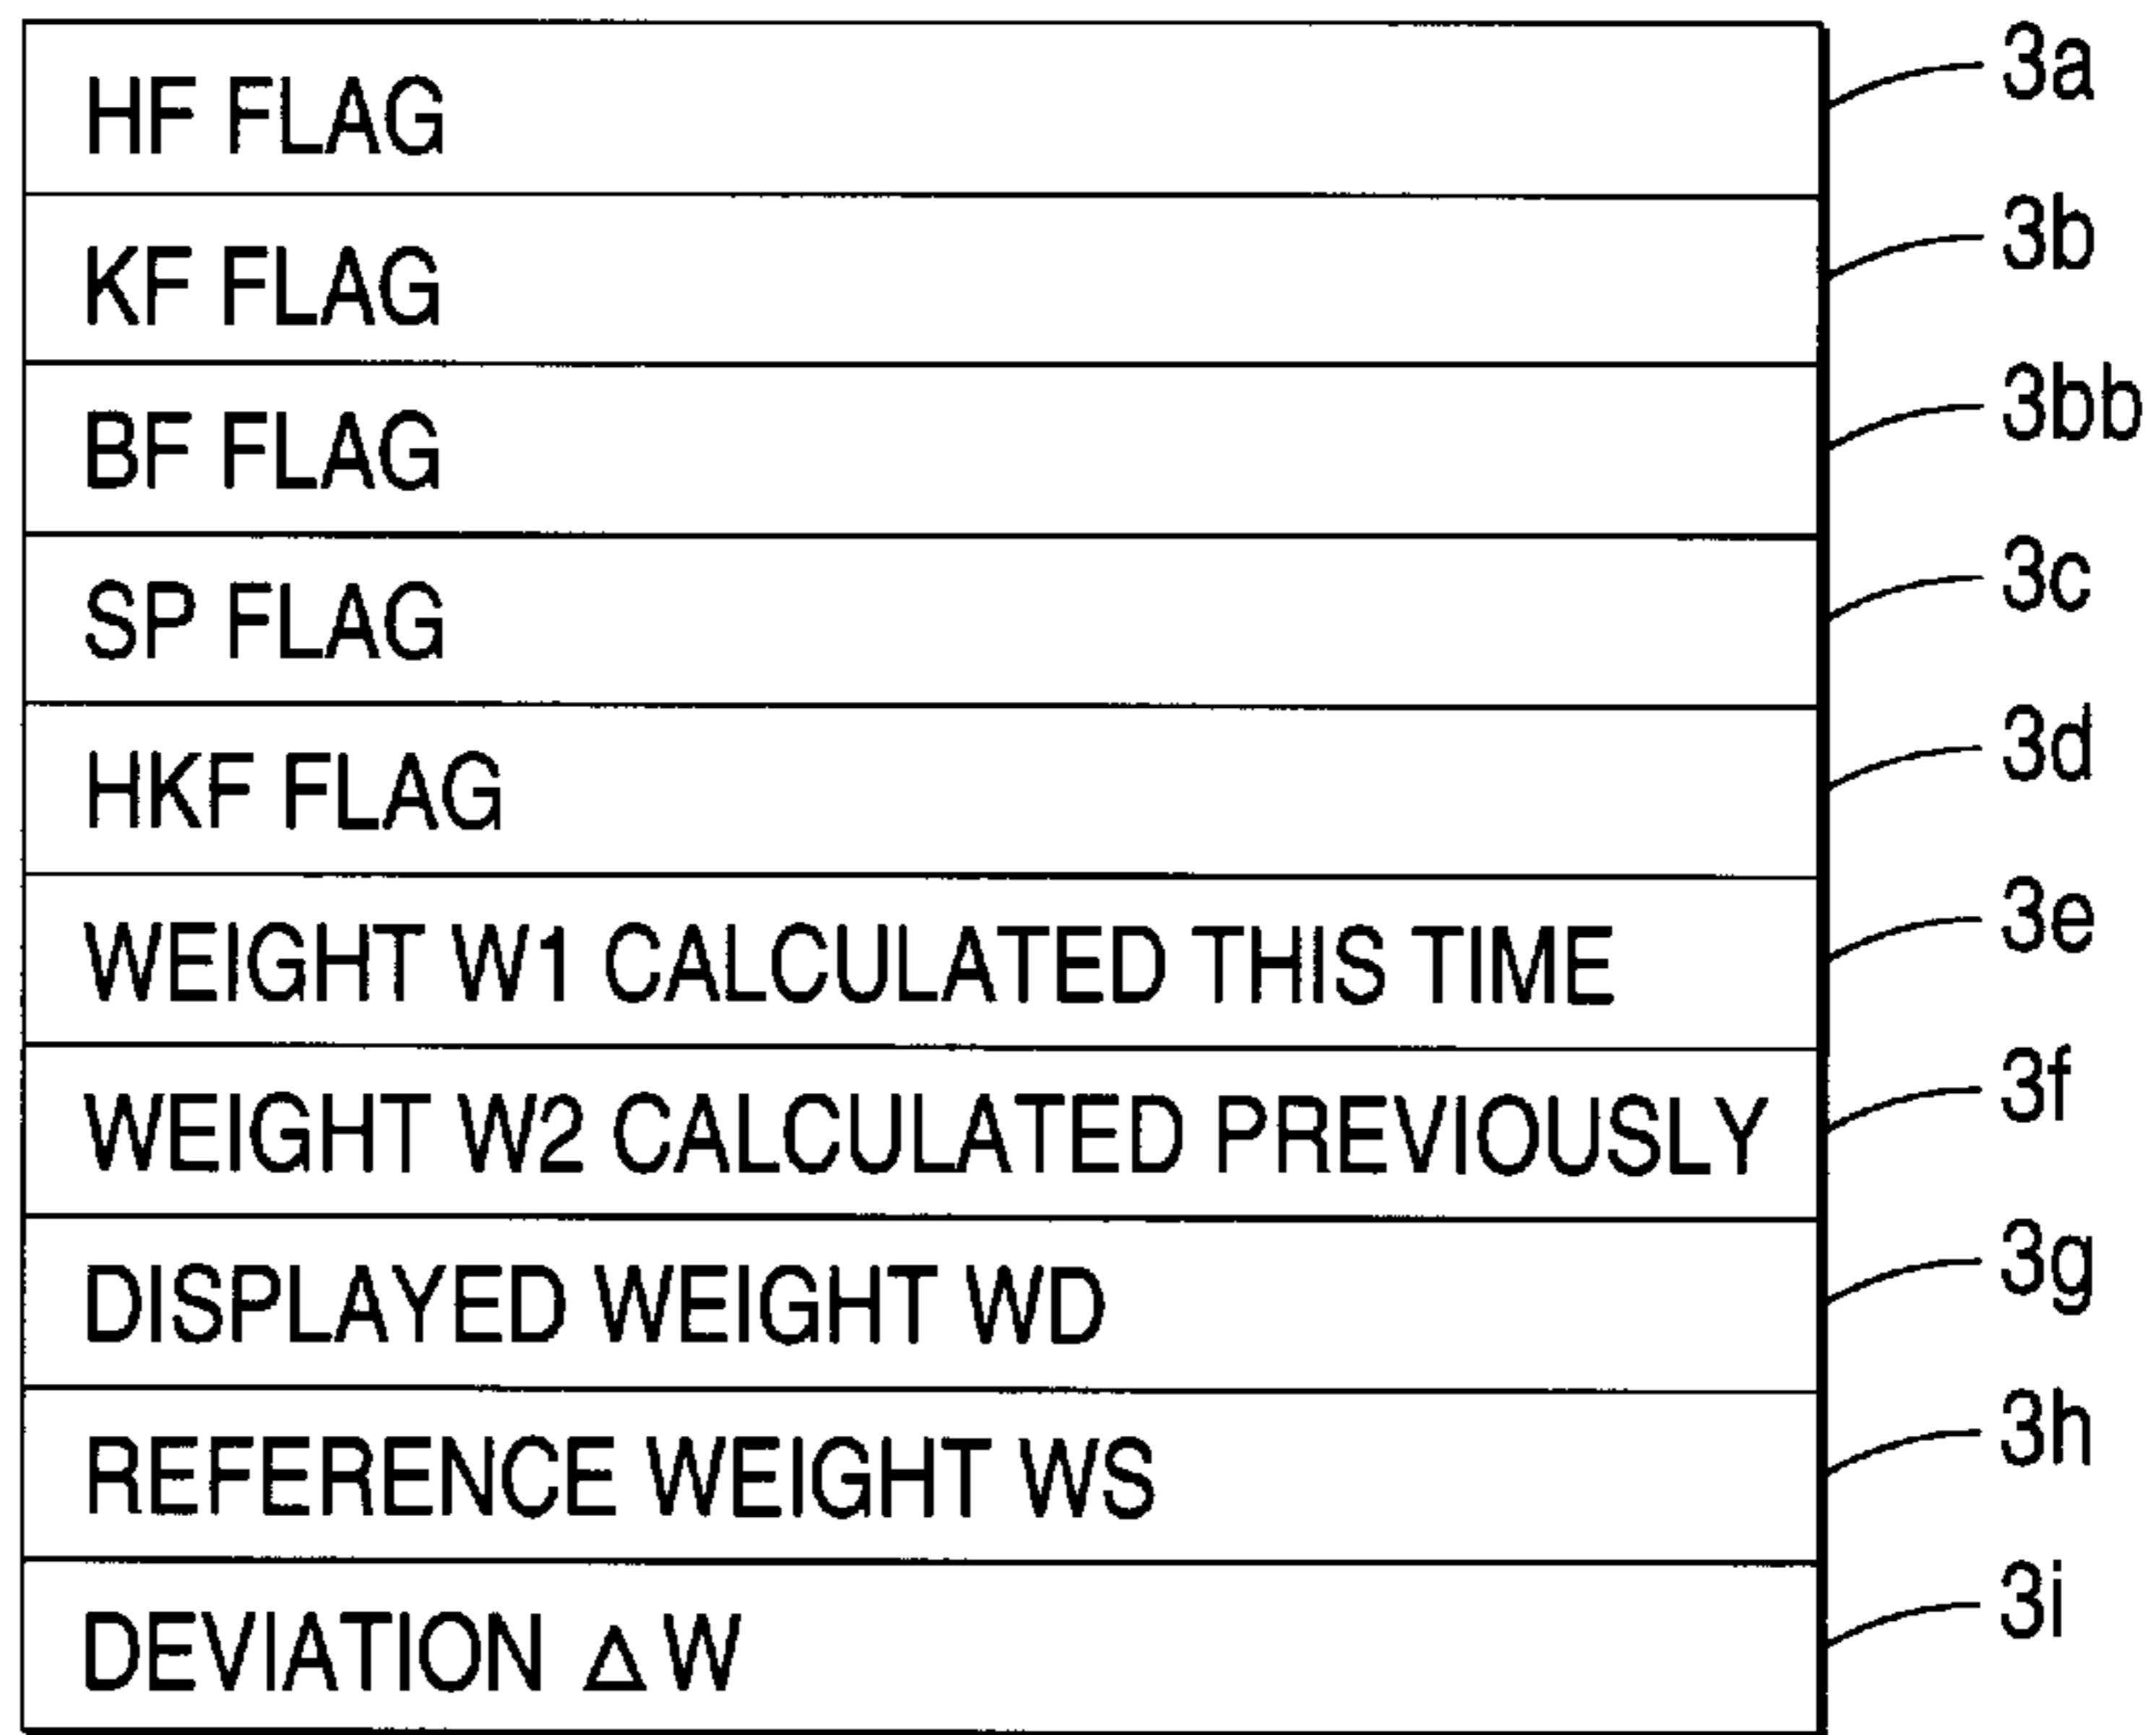 HF FLAG 3a
KF FLAG 3b
BF FLAG 3bb
SP FLAG 3c
HKF FLAG 3d
WEIGHT W1 CALCULATED THIS TIME 3e
WEIGHT W2 CALCULATED PREVIOUSLY 3f
DISPLAYED WEIGHT WD 3g
REFERENCE WEIGHT WS 3h
DEVIATION △W 3i